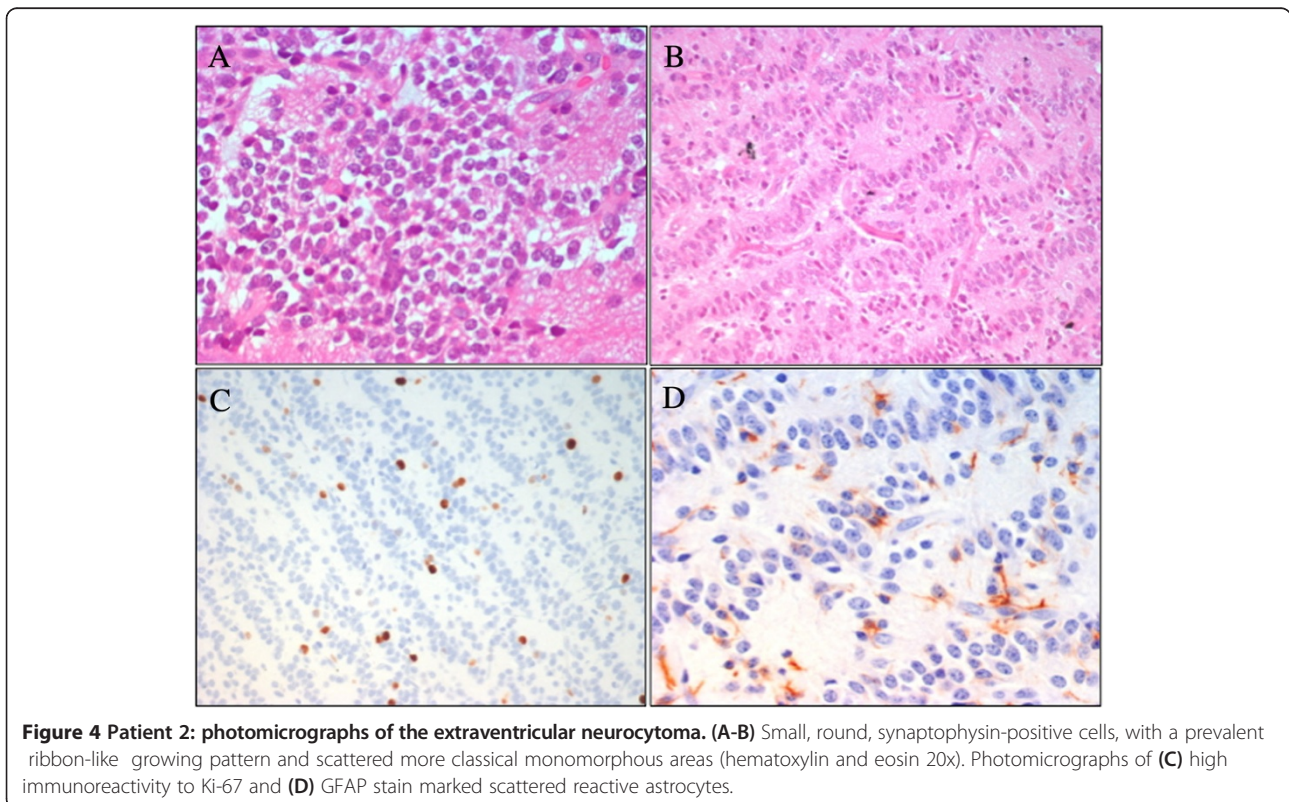 A
B
C
D
Figure 4 Patient 2: photomicrographs of the extraventricular neurocytoma. (A-B) Small, round, synaptophysin-positive cells, with a prevalent
ribbon-like growing pattern and scattered more classical monomorphous areas (hematoxylin and eosin 20x). Photomicrographs of (C) high
immunoreactivity to Ki-67 and (D) GFAP stain marked scattered reactive astrocytes.